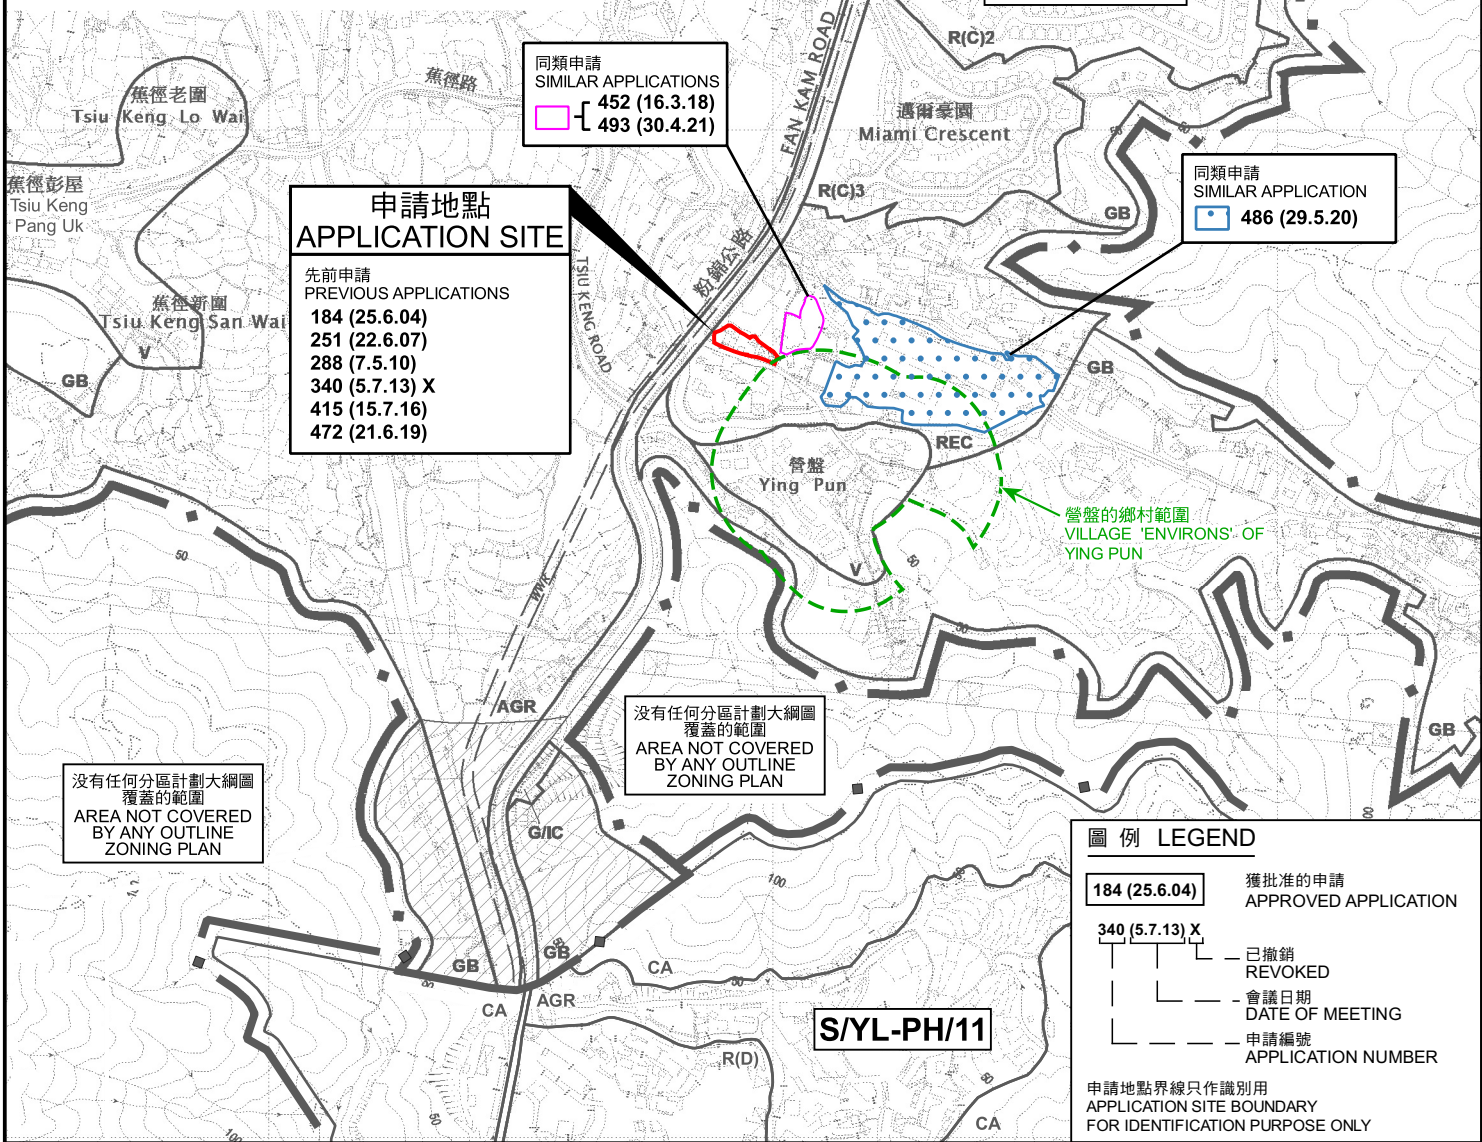 R(C)2
蕉徑老圍
Tsiu Keng Lo Wai
蕉徑路
同類申請
SIMILAR APPLICATIONS
452 (16.3.18)
493 (30.4.21)
FAN KAM ROAD
邁爾豪園
Miami Crescent
50
50
同類申請
SIMILAR APPLICATION
486 (29.5.20)
GB
R(C)3
蕉徑彭屋
Tsiu Keng
Pang Uk
申請地點
APPLICATION SITE
先前申請
PREVIOUS APPLICATIONS
184 (25.6.04)
251 (22.6.07)
288 (7.5.10)
340 (5.7.13) X
415 (15.7.16)
472 (21.6.19)
粉錦公路
TSIU KENG ROAD
蕉徑新圍
Tsiu Keng San Wai
V
GB
GB
REC
營盤
Ying Pun
營盤的鄉村範圍
VILLAGE 'ENVIRONS' OF
YING PUN
50
V
50
WWR
50
AGR
没有任何分區計劃大綱圖
覆蓋的範圍
AREA NOT COVERED
BY ANY OUTLINE
ZONING PLAN
GB
没有任何分區計劃大綱圖
覆蓋的範圍
AREA NOT COVERED
BY ANY OUTLINE
ZONING PLAN
G/IC
100
GB
GB
CA
50
CA
AGR
S/YL-PH/11
R(D)
50
50
100
CA
圖 例 LEGEND
184 (25.6.04)
獲批准的申請
APPROVED APPLICATION
340 (5.7.13) X
已撤銷
REVOKED
會議日期
DATE OF MEETING
申請編號
APPLICATION NUMBER
申請地點界線只作識別用
APPLICATION SITE BOUNDARY
FOR IDENTIFICATION PURPOSE ONLY